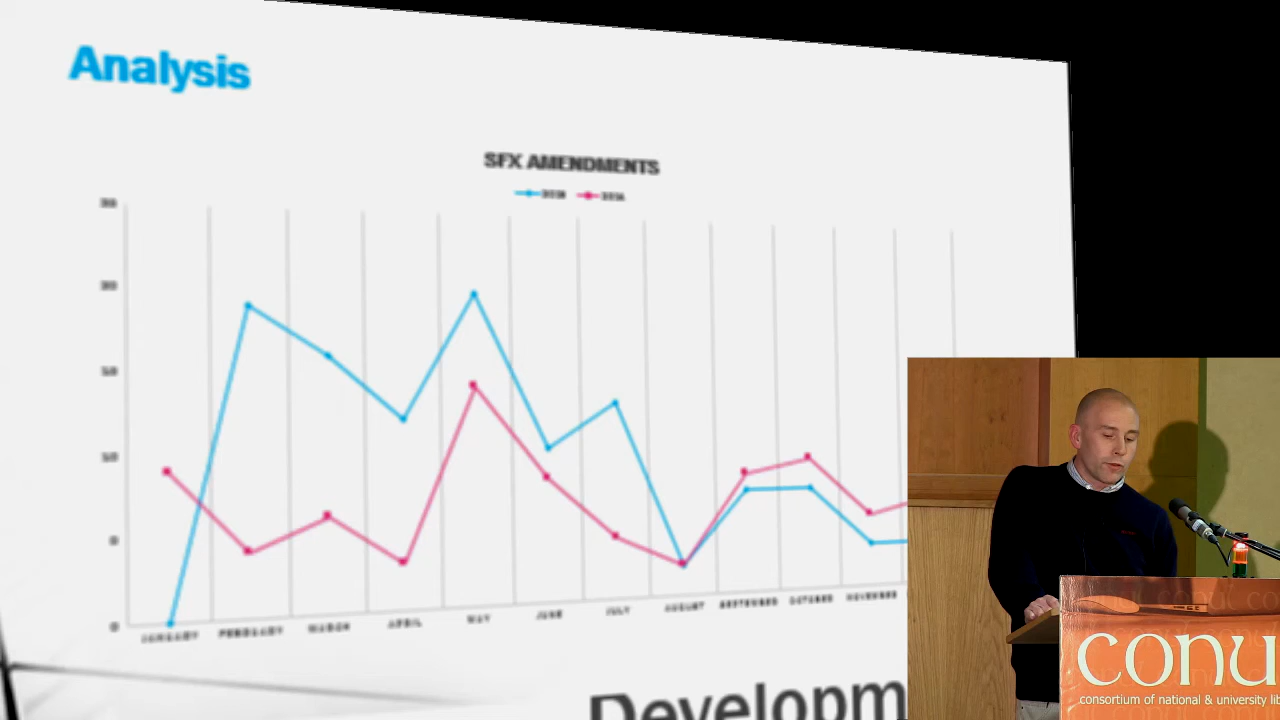 Analysis
SFX AMENDMENTS
JANUARY FEBRUARY MARCH APRIL MAY JUNE JULY AUGUST SEPTEMBER OCTOBER NOVEMBER
Developm
conu
consortium of national & university lib